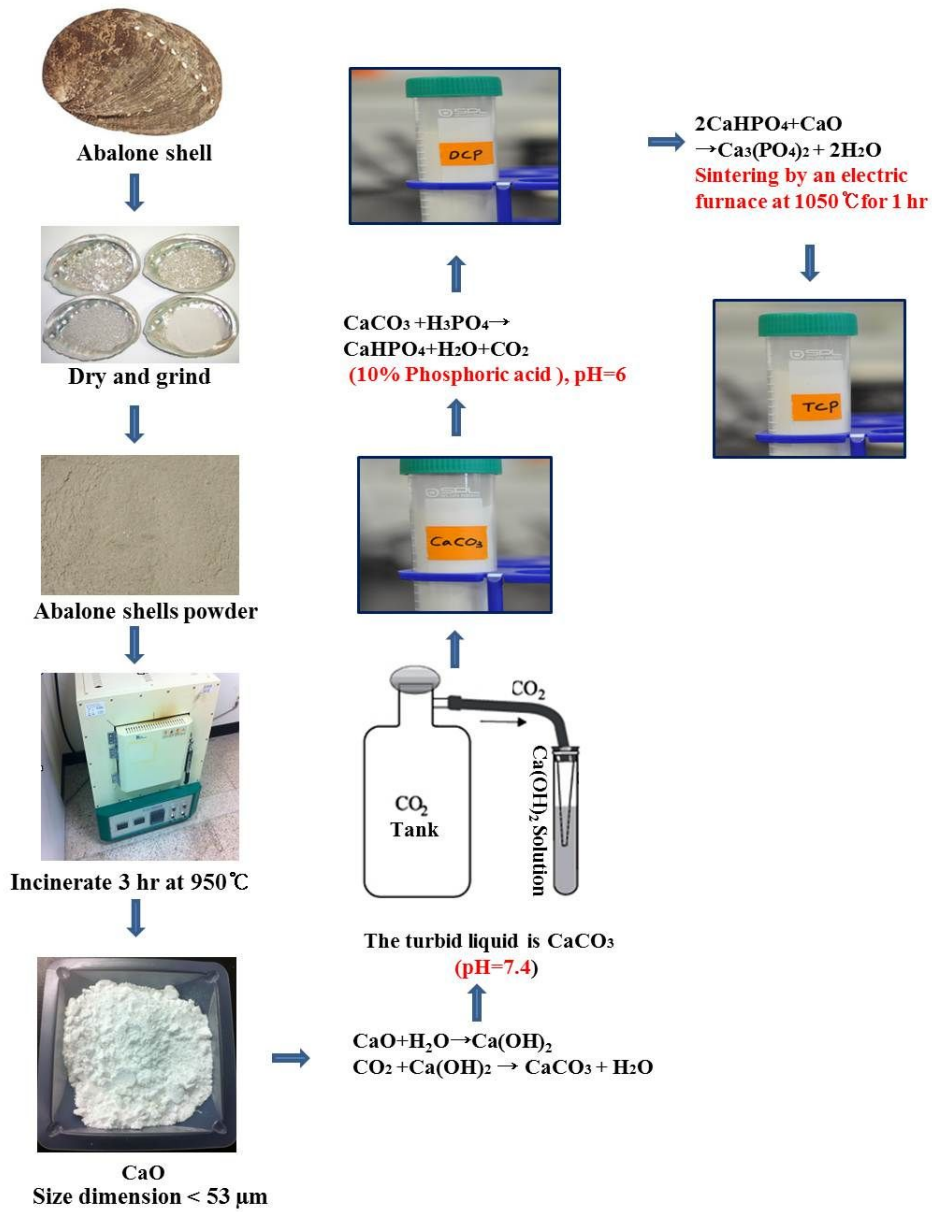 Abalone shell
Dry and grind
Abalone shells powder
Incinerate 3 hr at 950℃
CaO
Size dimension < 53 μm
CaO+H₂O→Ca(OH)₂
CO₂ +Ca(OH)₂ → CaCO₃ + H₂O
The turbid liquid is CaCO₃
(pH=7.4)
CO₂
Tank
CO₂
Ca(OH)₂ Solution
SPL
CaCO₃
CaCO₃ +H₃PO₄→
CaHPO₄+H₂O+CO₂
(10% Phosphoric acid ), pH=6
SPL
DCP
2CaHPO₄+CaO
→Ca₃(PO₄)₂ + 2H₂O
Sintering by an electric
furnace at 1050 ℃for 1 hr
SPL
TCP